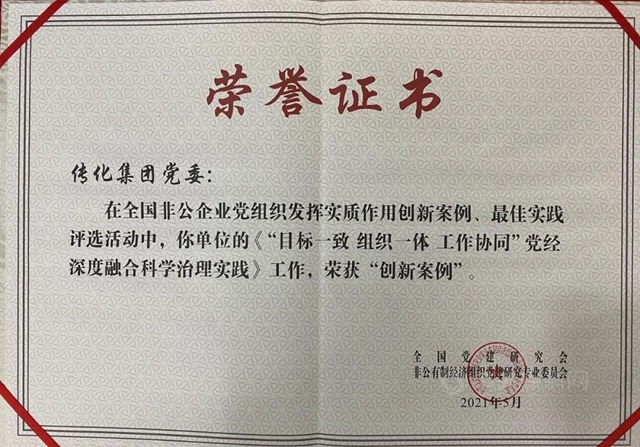 荣誉证书
传化集团党委：
在全国非公企业党组织发挥实质作用创新案例、最佳实践
评选活动中，你单位的《“目标一致 组织一体 工作协同”党经
深度融合科学治理实践》工作，荣获“创新案例”。
全国党建研究会
非公有制经济组织党建研究专业委员会
2021年5月